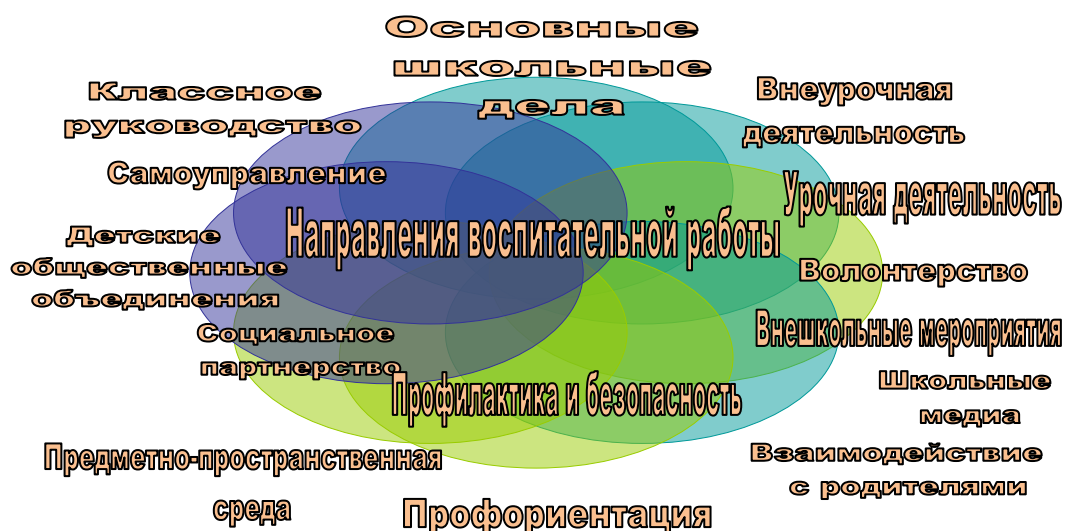 Основные
школьные
дела
Классное
руководство
Внеурочная
деятельность
Самоуправление
Урочная деятельность
Направления воспитательной работы
Детские
общественные
объединения
Волонтерство
Социальное
партнерство
Внешкольные мероприятия
Профилактика и безопасность
Школьные
медиа
Предметно-пространственная
среда
Взаимодействие
с родителями
Профориентация